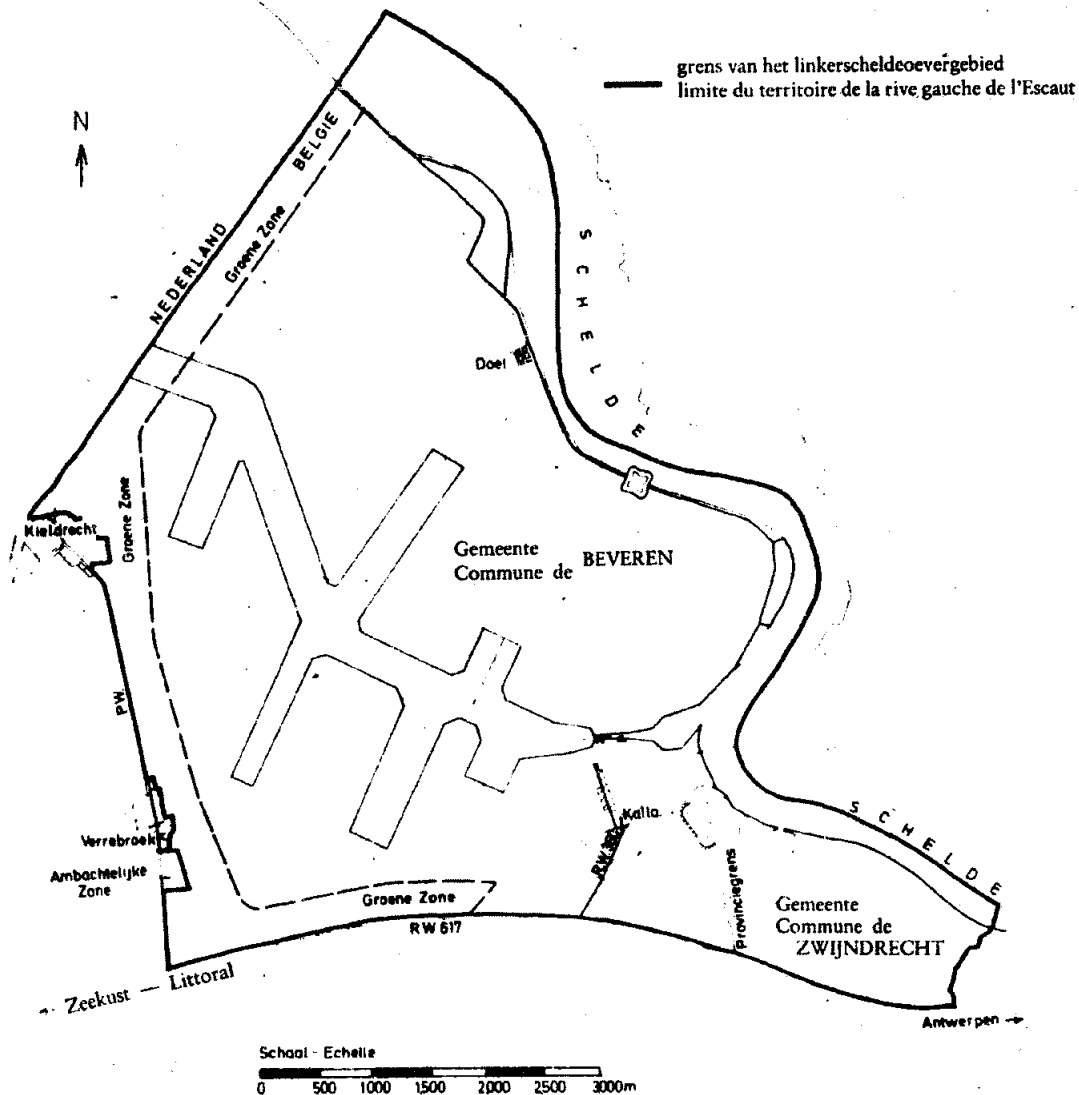 grens van het linkerscheldeoevergebied
limite du territoire de la rive gauche de l'Escaut
N
NEDERLAND
BELGIE
Groene Zone
SCHELDE
Doel
Kieldrecht
Groene Zone
Gemeente
Commune de BEVEREN
PW.
Verrebroek
Ambachtelijke
Zone
Kallo
Groene Zone
RW 617
Provinciegrens
SCHELDE
Gemeente
Commune de
ZWIJNDRECHT
Zeekust — Littoral
Antwerpen
Schaal - Echelle
0 500 1000 1500 2000 2500 3000m